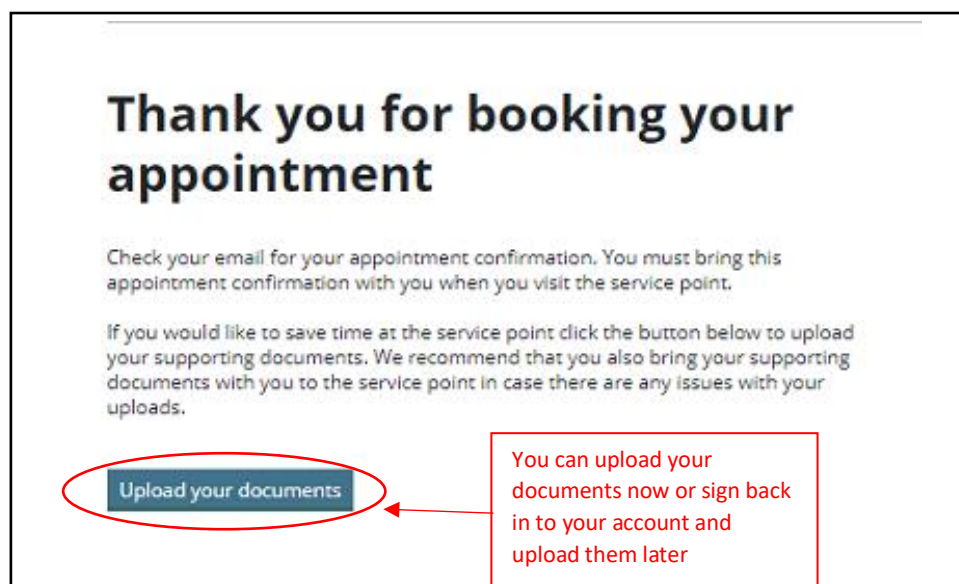 Thank you for booking your
appointment
Check your email for your appointment confirmation. You must bring this
appointment confirmation with you when you visit the service point.
If you would like to save time at the service point click the button below to upload
your supporting documents. We recommend that you also bring your supporting
documents with you to the service point in case there are any issues with your
uploads.
Upload your documents
You can upload your
documents now or sign back
in to your account and
upload them later